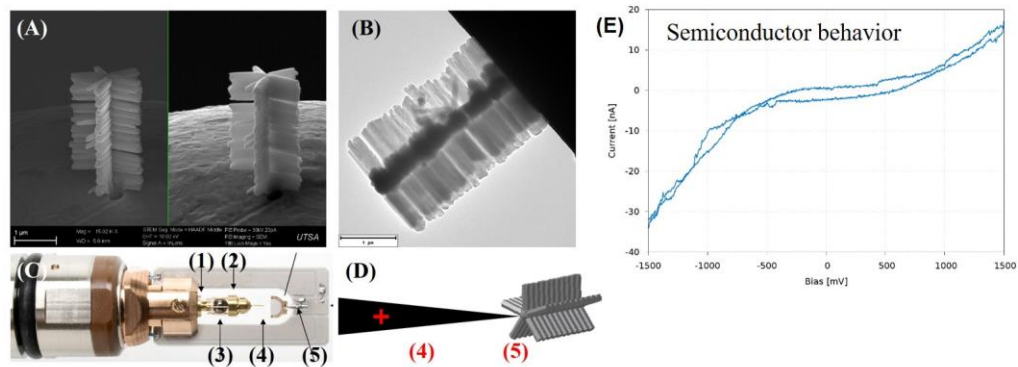 (A)
1 μm
UTSA
(B)
1 μm
(C)
(1)
(2)
(3)
(4)
(5)
(D)
+
(4)
(5)
(E)
Semiconductor behavior
20
10
0
-10
-20
-30
40
Current [nA]
-1500
-1000
-500
0
500
1000
1500
Bias [mV]